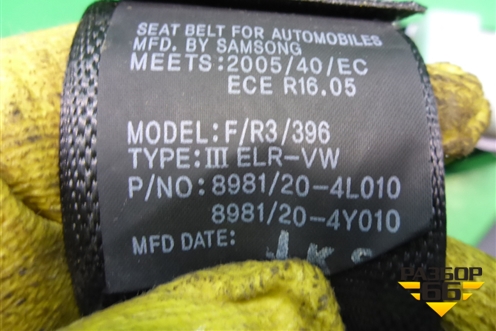 SEAT BELT FOR AUTOMOBILES
MFD. BY SAMSONG
MEETS:2005/40/EC
ECE R16.05
MODEL:F/R3/396
TYPE:III ELR-VW
P/NO: 8981/20-4L010
8981/20-4Y010
MFD DATE:
РАЗБОР
66